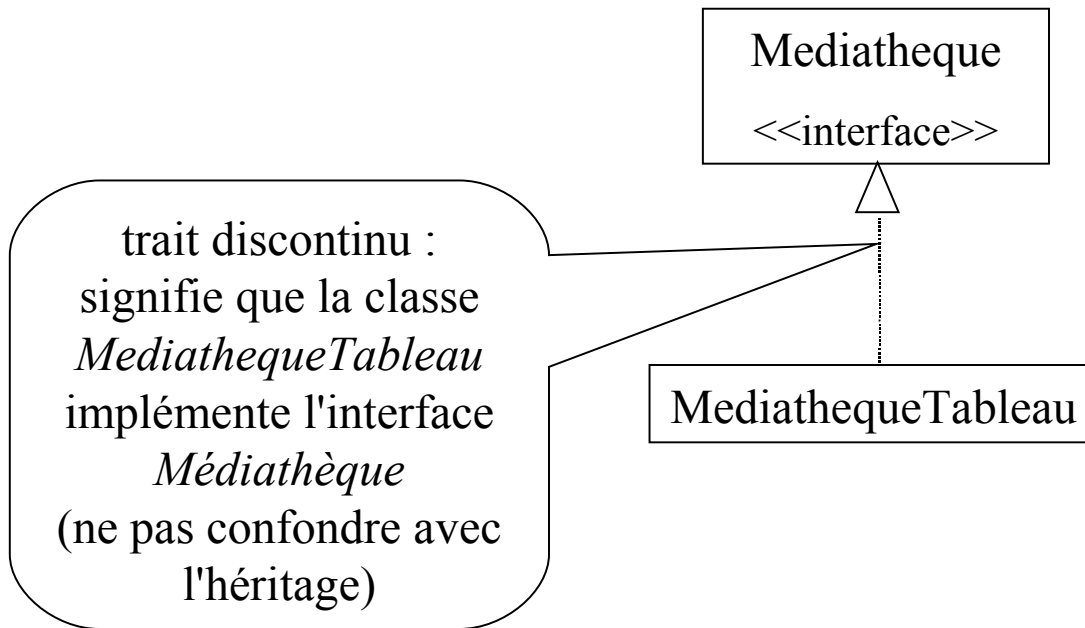 Mediatheque
<<interface>>
trait discontinu :
signifie que la classe
MediathequeTableau
implémente l'interface
Médiathèque
(ne pas confondre avec
l'héritage)
MediathequeTableau